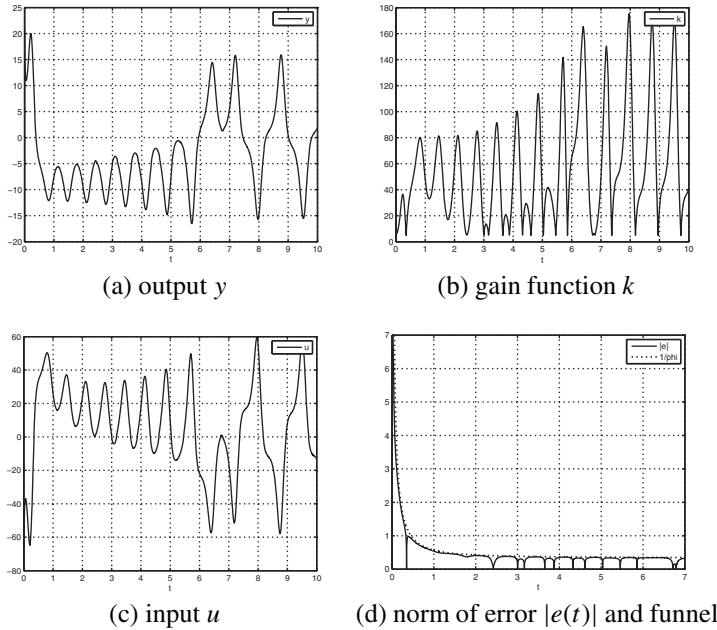 25
20
15
10
5
0
−5
−10
−15
−20
0 1 2 3 4 5 6 7 8 9 10
t
y
(a) output y
180
160
140
120
100
80
60
40
20
0
0 1 2 3 4 5 6 7 8 9 10
t
k
(b) gain function k
60
40
20
0
−20
−40
−60
−80
0 1 2 3 4 5 6 7 8 9 10
t
u
(c) input u
7
6
5
4
3
2
1
0
0 1 2 3 4 5 6 7
t
|e|
1/phi
(d) norm of error |e(t)| and funnel